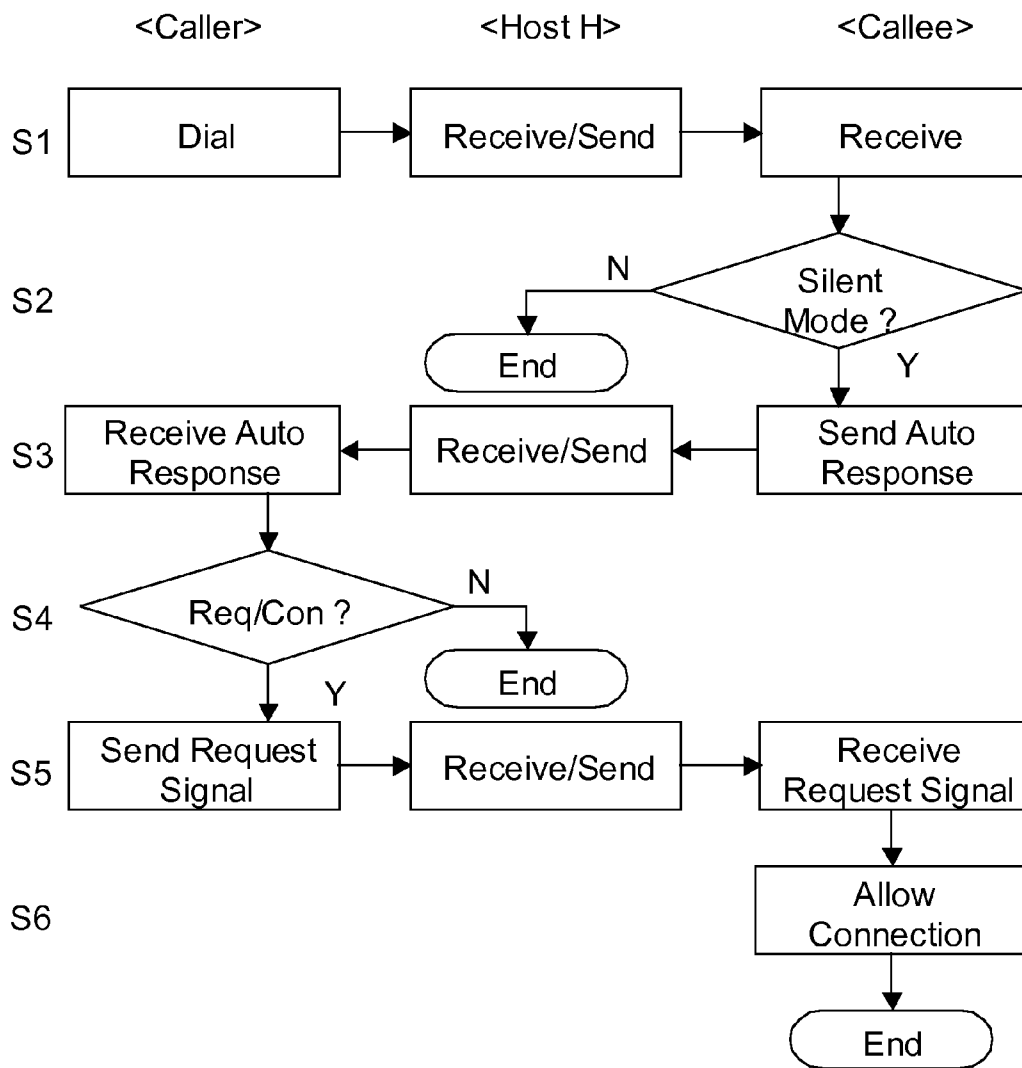 <Caller> <Host H> <Callee>
S1 Dial Receive/Send Receive
S2 N Silent
Mode ?
End Y
S3 Receive Auto
Response Receive/Send Send Auto
Response
S4 Req/Con ? N
End
Y
S5 Send Request
Signal Receive/Send Receive
Request Signal
S6 Allow
Connection
End